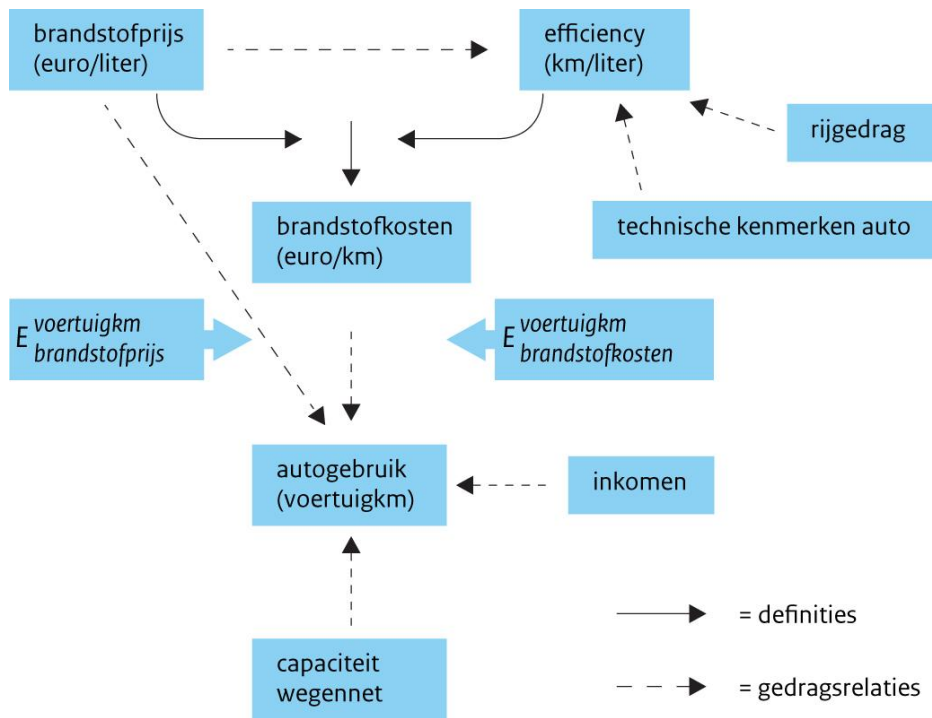 brandstofprijs
(euro/liter)
efficiency
(km/liter)
rijgedrag
technische kenmerken auto
brandstofkosten
(euro/km)
E voertuigkm
brandstofprijs
E voertuigkm
brandstofkosten
autogebruik
(voertuigkm)
inkomen
capaciteit
wegennet
= definities
= gedragsrelaties